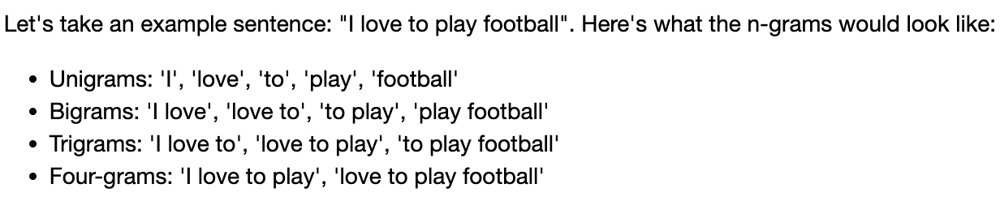 Let's take an example sentence: "I love to play football". Here's what the n-grams would look like:
• Unigrams: 'I', 'love', 'to', 'play', 'football'
• Bigrams: 'I love', 'love to', 'to play', 'play football'
• Trigrams: 'I love to', 'love to play', 'to play football'
• Four-grams: 'I love to play', 'love to play football'